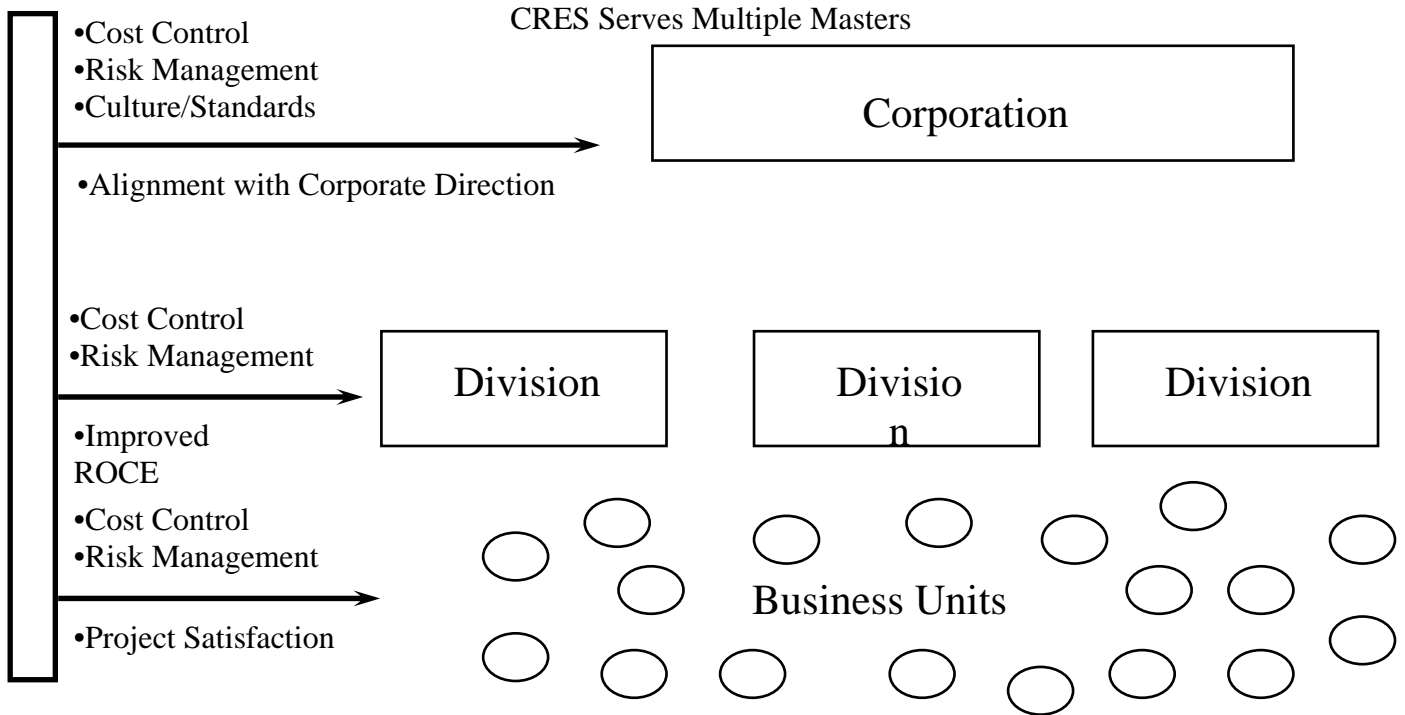 CRES Serves Multiple Masters
•Cost Control
•Risk Management
•Culture/Standards
Corporation
•Alignment with Corporate Direction
•Cost Control
•Risk Management
Division
Divisio
n
Division
•Improved
ROCE
•Cost Control
•Risk Management
Business Units
•Project Satisfaction